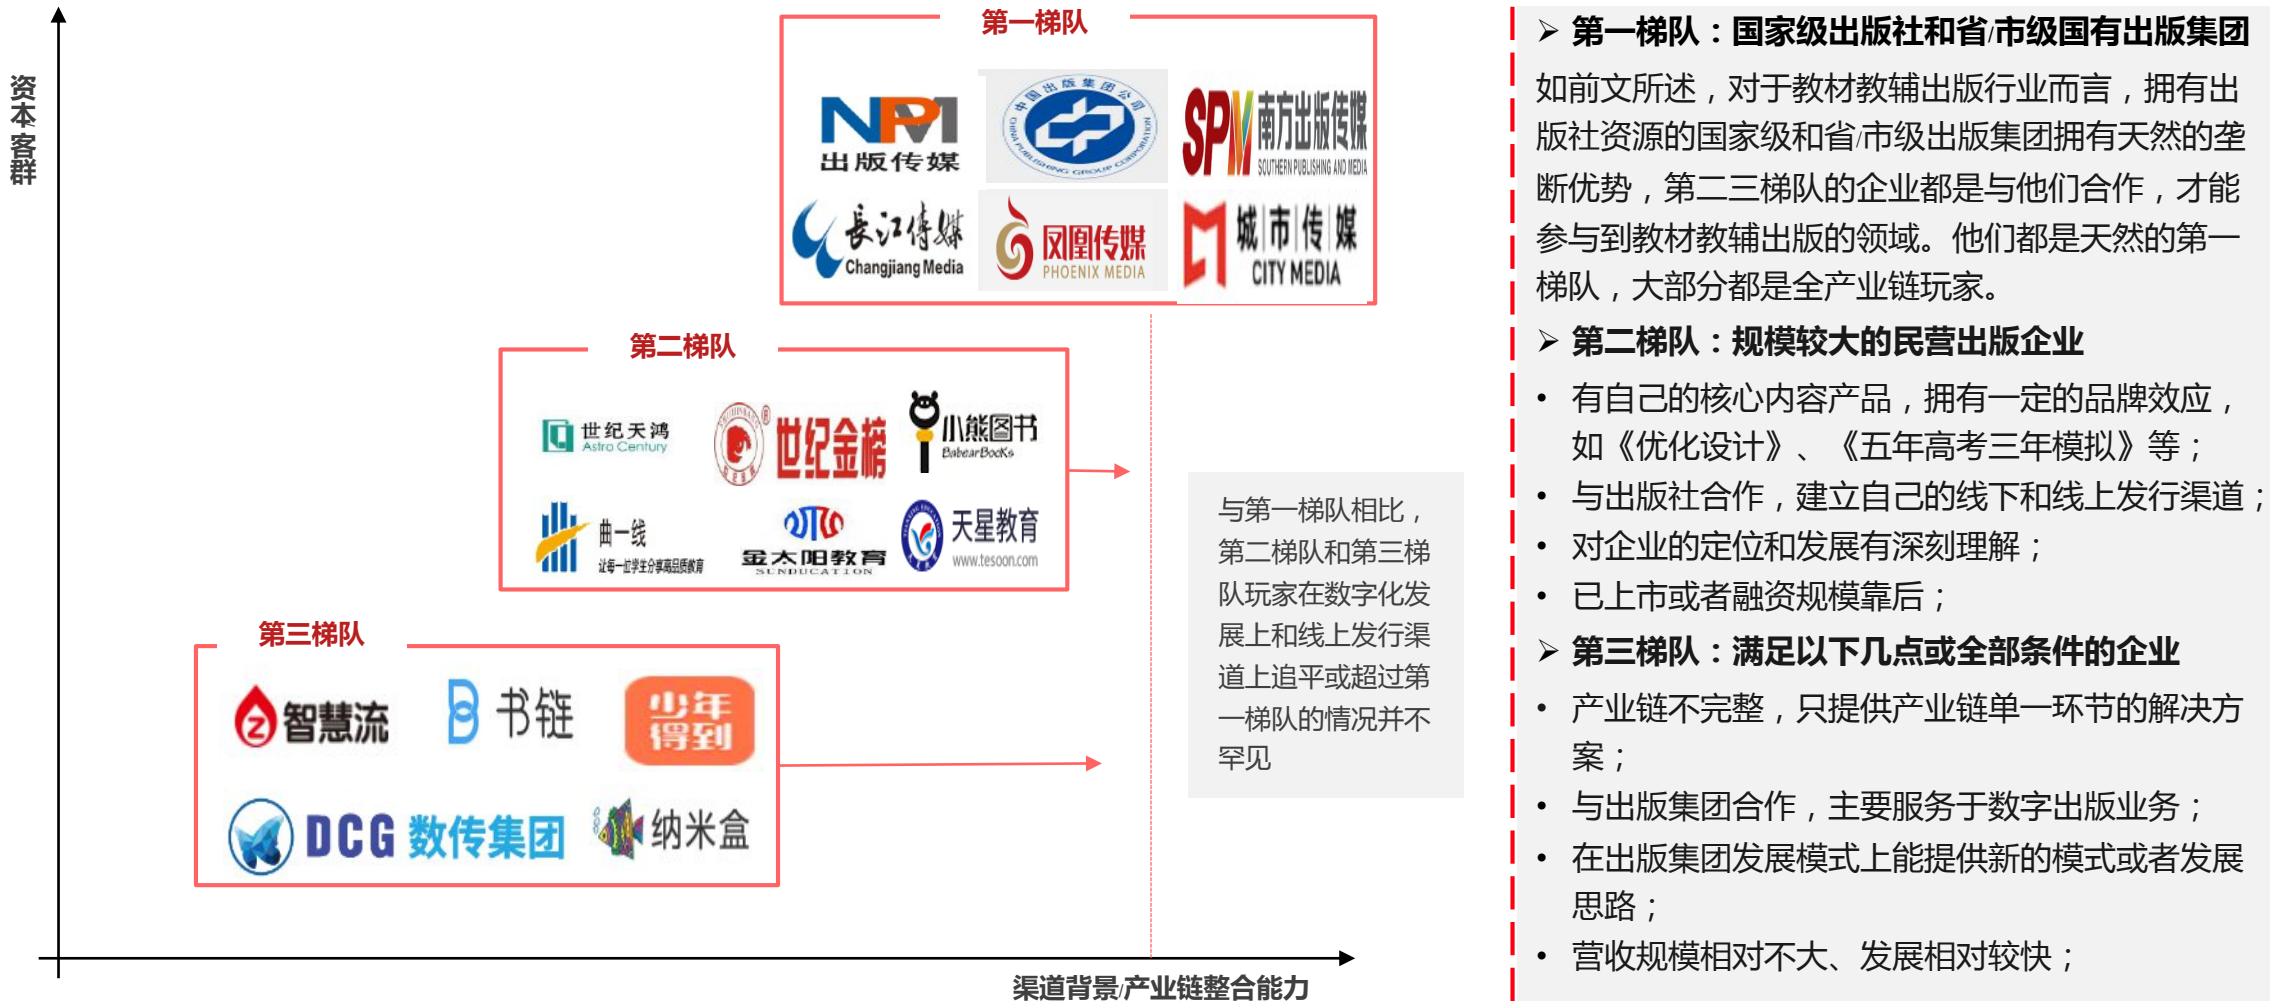 资本/客群
第一梯队
NPM
出版传媒
中国出版集团公司
CHINA PUBLISHING GROUP CORPORATION
SPM 南方出版传媒
SOUTHERN PUBLISHING AND MEDIA
長江傳媒
Changjiang Media
凤凰传媒
PHOENIX MEDIA
城市传媒
CITY MEDIA
第二梯队
世纪天鸿
Astro Century
世纪金榜
小熊图书
BabearBooks
曲一线
让每一位学生分享高品质教育
金太阳教育
SUNDUCATION
天星教育
www.tesoon.com
第三梯队
智慧流
书链
少年
得到
DCG 数传集团
纳米盒
与第一梯队相比，
第二梯队和第三梯
队玩家在数字化发
展上和线上发行渠
道上追平或超过第
一梯队的情况并不
罕见
渠道背景/产业链整合能力
➢ 第一梯队：国家级出版社和省/市级国有出版集团
如前文所述，对于教材教辅出版行业而言，拥有出
版社资源的国家级和省/市级出版集团拥有天然的垄
断优势，第二三梯队的企业都是与他们合作，才能
参与到教材教辅出版的领域。他们都是天然的第一
梯队，大部分都是全产业链玩家。
➢ 第二梯队：规模较大的民营出版企业
• 有自己的核心内容产品，拥有一定的品牌效应，
如《优化设计》、《五年高考三年模拟》等；
• 与出版社合作，建立自己的线下和线上发行渠道；
• 对企业的定位和发展有深刻理解；
• 已上市或者融资规模靠后；
➢ 第三梯队：满足以下几点或全部条件的企业
• 产业链不完整，只提供产业链单一环节的解决方
案；
• 与出版集团合作，主要服务于数字出版业务；
• 在出版集团发展模式上能提供新的模式或者发展
思路；
• 营收规模相对不大、发展相对较快；